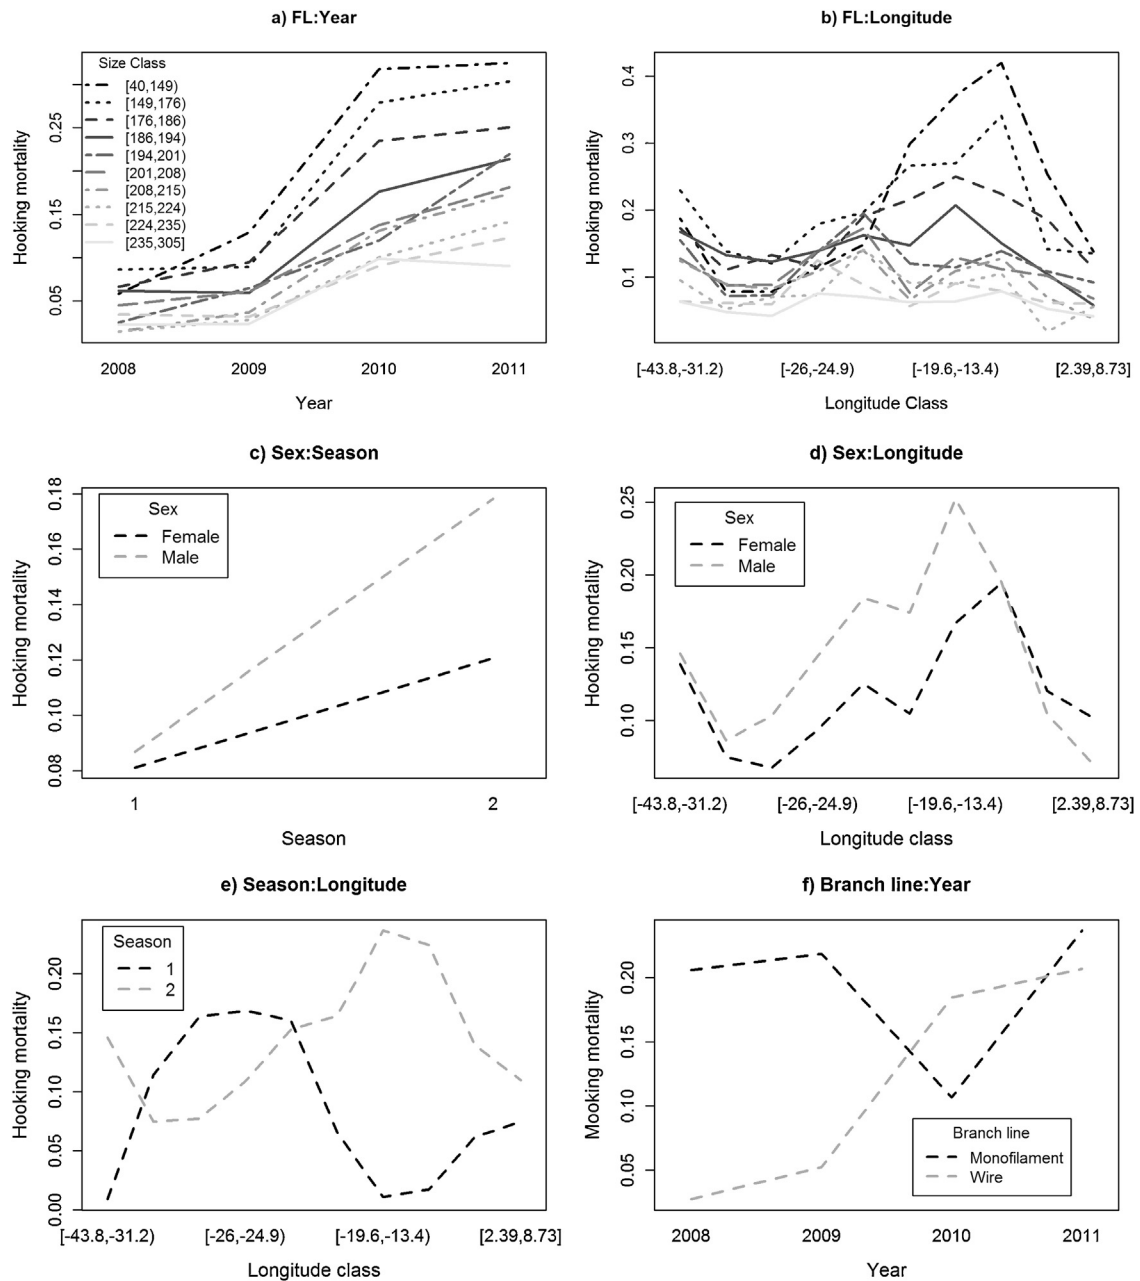 a) FL:Year
Hooking mortality
0.05 0.15 0.25
Size Class
[40,149)
[149,176)
[176,186)
[186,194)
[194,201)
[201,208)
[208,215)
[215,224)
[224,235)
[235,305]
2008 2009 2010 2011
Year
b) FL:Longitude
Hooking mortality
0.1 0.2 0.3 0.4
[-43.8,-31.2) [-26,-24.9) [-19.6,-13.4) [2.39,8.73]
Longitude Class
c) Sex:Season
Hooking mortality
0.08 0.10 0.12 0.14 0.16 0.18
Sex
Female
Male
1 2
Season
d) Sex:Longitude
Hooking mortality
0.10 0.15 0.20 0.25
Sex
Female
Male
[-43.8,-31.2) [-26,-24.9) [-19.6,-13.4) [2.39,8.73]
Longitude class
e) Season:Longitude
Hooking mortality
0.00 0.05 0.10 0.15 0.20
Season
1
2
[-43.8,-31.2) [-26,-24.9) [-19.6,-13.4) [2.39,8.73]
Longitude class
f) Branch line:Year
Mooking mortality
0.05 0.10 0.15 0.20
Branch line
Monofilament
Wire
2008 2009 2010 2011
Year